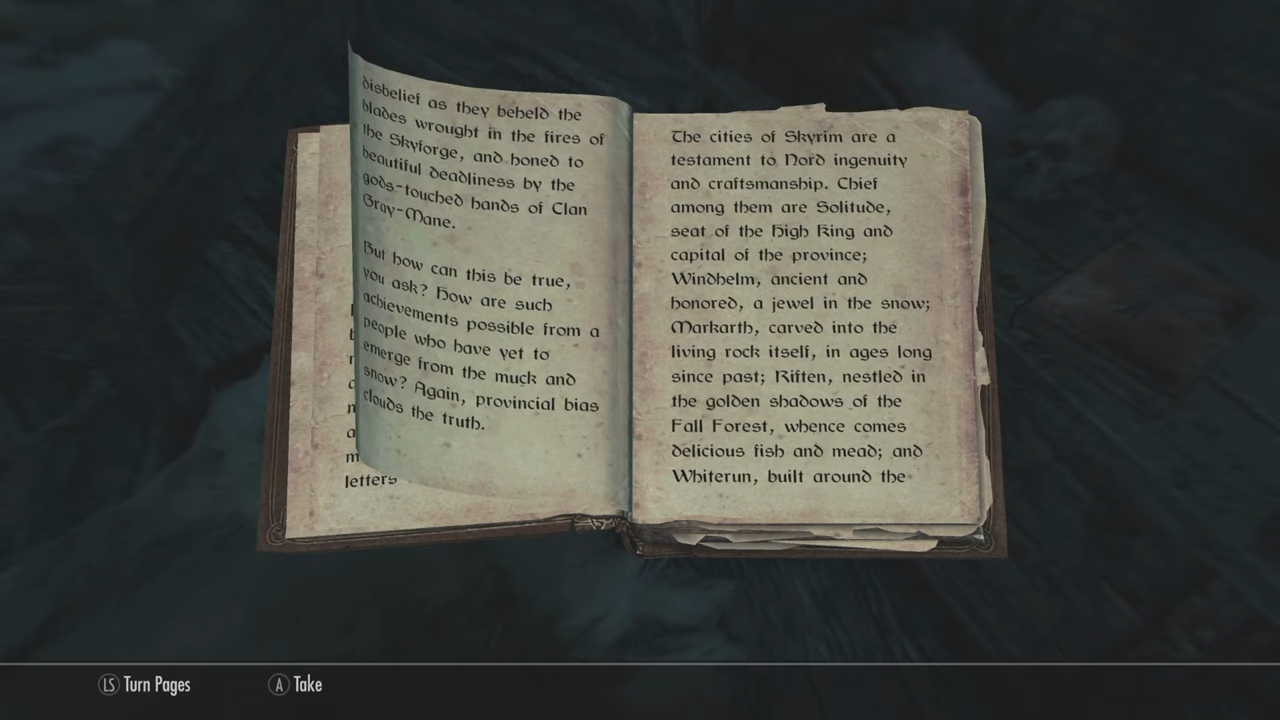 disbelief as they beheld the
blades wrought in the fires of
the Skyforge, and honed to
beautiful deadliness by the
gods-touched hands of Clan
Gray-Mane.
But how can this be true,
you ask? How are such
achievements possible from a
people who have yet to
emerge from the muck and
snow? Again, provincial bias
clouds the truth.
letters
The cities of Skyrim are a
testament to Nord ingenuity
and craftsmanship. Chief
among them are Solitude,
seat of the High King and
capital of the province;
Windhelm, ancient and
honored, a jewel in the snow;
Markarth, carved into the
living rock itself, in ages long
since past; Riften, nestled in
the golden shadows of the
Fall Forest, whence comes
delicious fish and mead; and
Whiterun, built around the
LS Turn Pages
A Take